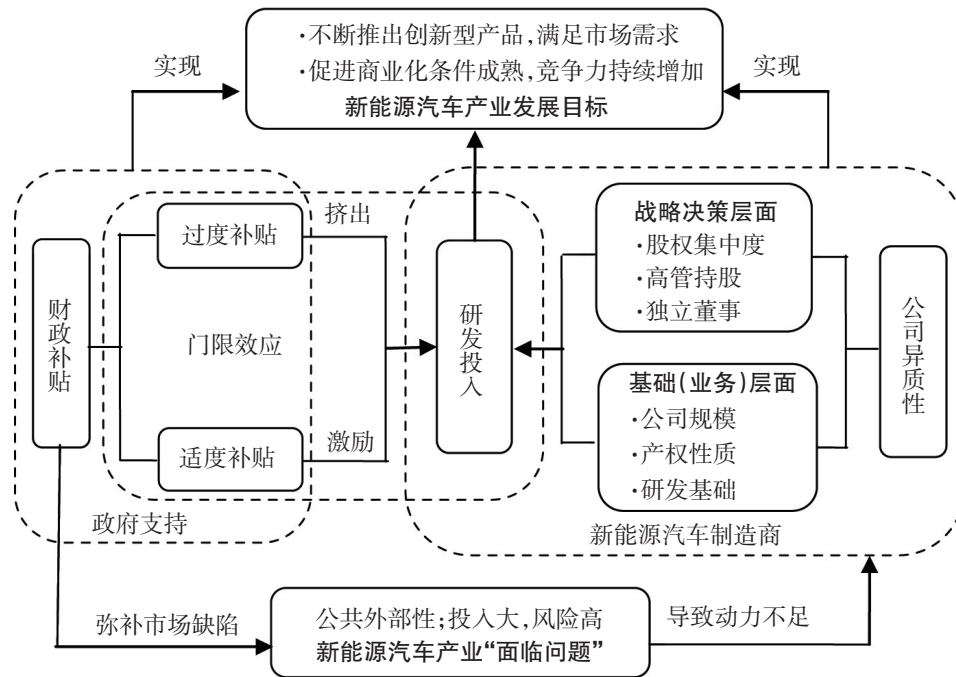 ·不断推出创新型产品,满足市场需求
·促进商业化条件成熟,竞争力持续增加
新能源汽车产业发展目标
实现
实现
财政补贴
过度补贴
门限效应
适度补贴
挤出
激励
政府支持
研发投入
战略决策层面
·股权集中度
·高管持股
·独立董事
基础(业务)层面
·公司规模
·产权性质
·研发基础
公司异质性
新能源汽车制造商
弥补市场缺陷
公共外部性;投入大,风险高
新能源汽车产业“面临问题”
导致动力不足